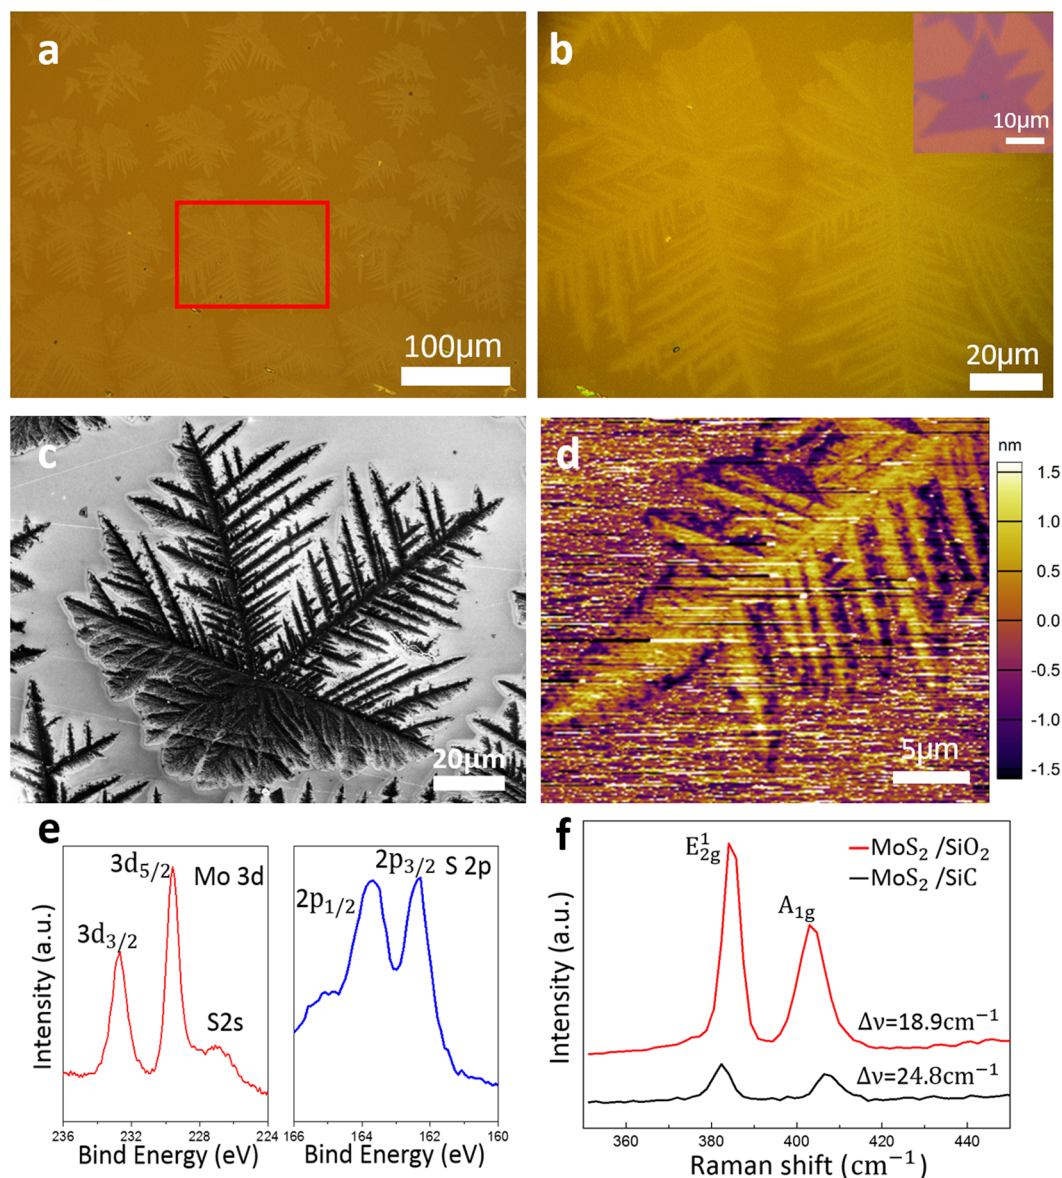 a
100μm
b
10μm
20μm
c
20μm
d
5μm
nm
1.5
1.0
0.5
0.0
-0.5
-1.0
-1.5
e
Intensity (a.u.)
3d3/2
3d5/2
Mo 3d
S2s
236 232 228 224
Bind Energy (eV)
2p1/2
2p3/2
S 2p
166 164 162 160
Bind Energy (eV)
f
Intensity (a.u.)
E¹2g
A1g
MoS₂ /SiO₂
MoS₂ /SiC
Δν=18.9cm⁻¹
Δν=24.8cm⁻¹
360 380 400 420 440
Raman shift (cm⁻¹)